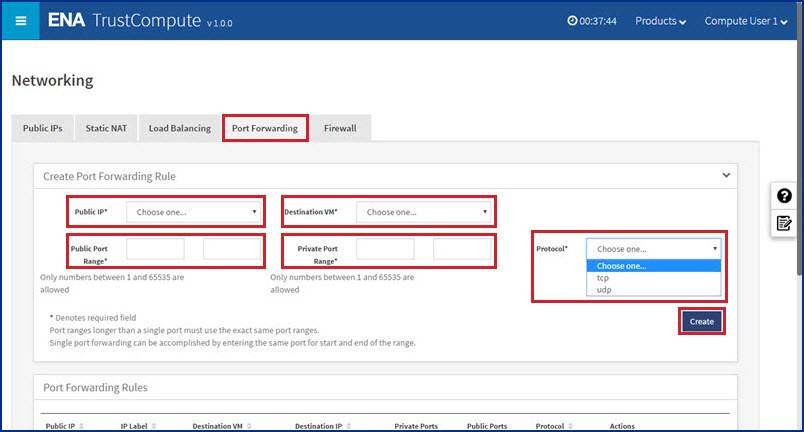 ENA TrustCompute v 1.0.0 00:37:44 Products Compute User 1
Networking
Public IPs Static NAT Load Balancing Port Forwarding Firewall
Create Port Forwarding Rule
Public IP* Choose one... Destination VM* Choose one...
Public Port Range* Private Port Range* Protocol* Choose one...
Choose one...
tcp
udp
Only numbers between 1 and 65535 are allowed
Only numbers between 1 and 65535 are allowed
* Denotes required field
Port ranges longer than a single port must use the exact same port ranges.
Single port forwarding can be accomplished by entering the same port for start and end of the range.
Create
Port Forwarding Rules
Public IP IP Label Destination VM Destination IP Private Ports Public Ports Protocol Actions